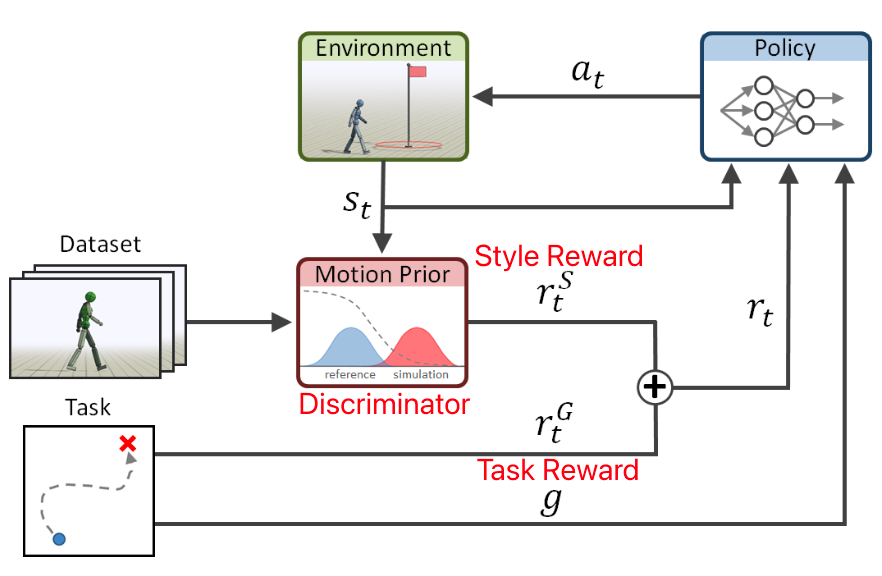 Environment
Policy
a_t
s_t
Dataset
Motion Prior
Style Reward
r_t^S
r_t
reference
simulation
Discriminator
+
Task
r_t^G
Task Reward
g